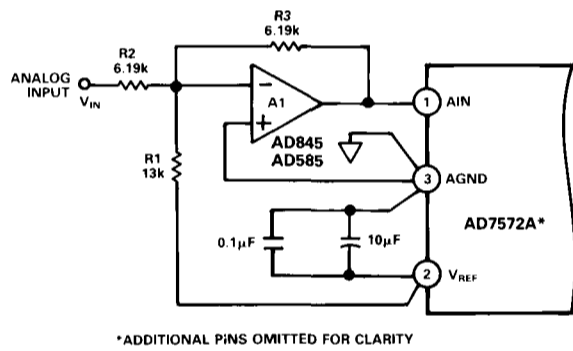 R3
6.19k
R2
6.19k
ANALOG
INPUT
VIN
R1
13k
−
A1
+
AD845
AD585
1
AIN
3
AGND
AD7572A*
0.1µF
10µF
2
VREF
*ADDITIONAL PINS OMITTED FOR CLARITY